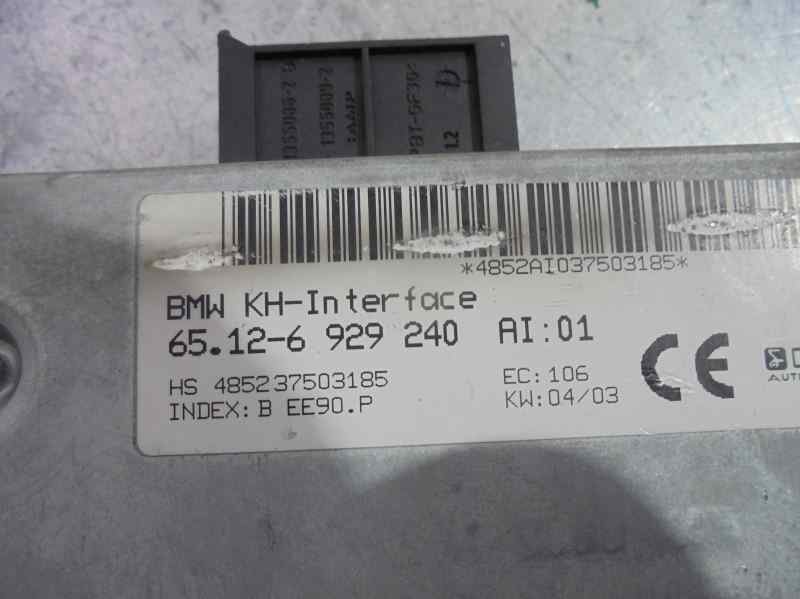 *4852AI037503185*
BMW KH-Interface
65.12-6 929 240 AI:01
HS 485237503185 EC:106
INDEX: B EE90.P KW:04/03
CE